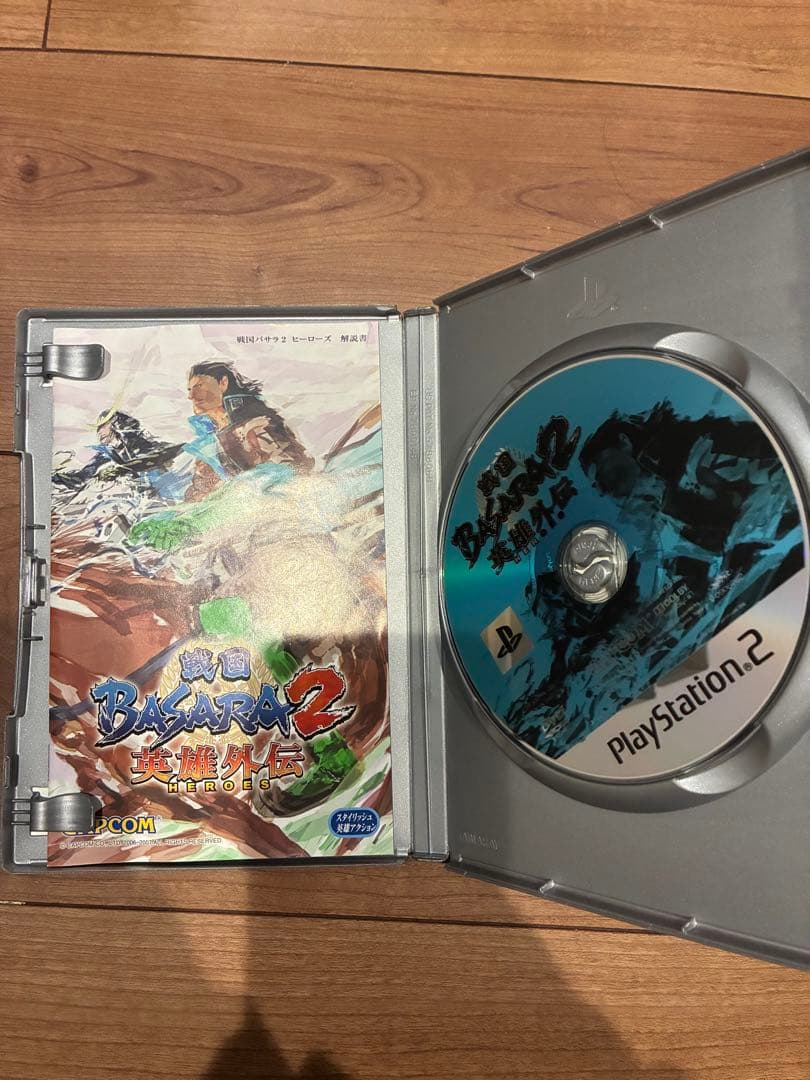 戦国バサラ2 ヒーローズ 解説書
戦国
BASARA2
英雄外伝
HEROES
CAPCOM
スタイリッシュ
英雄アクション
戦国
BASARA2
英雄外伝
PlayStation 2